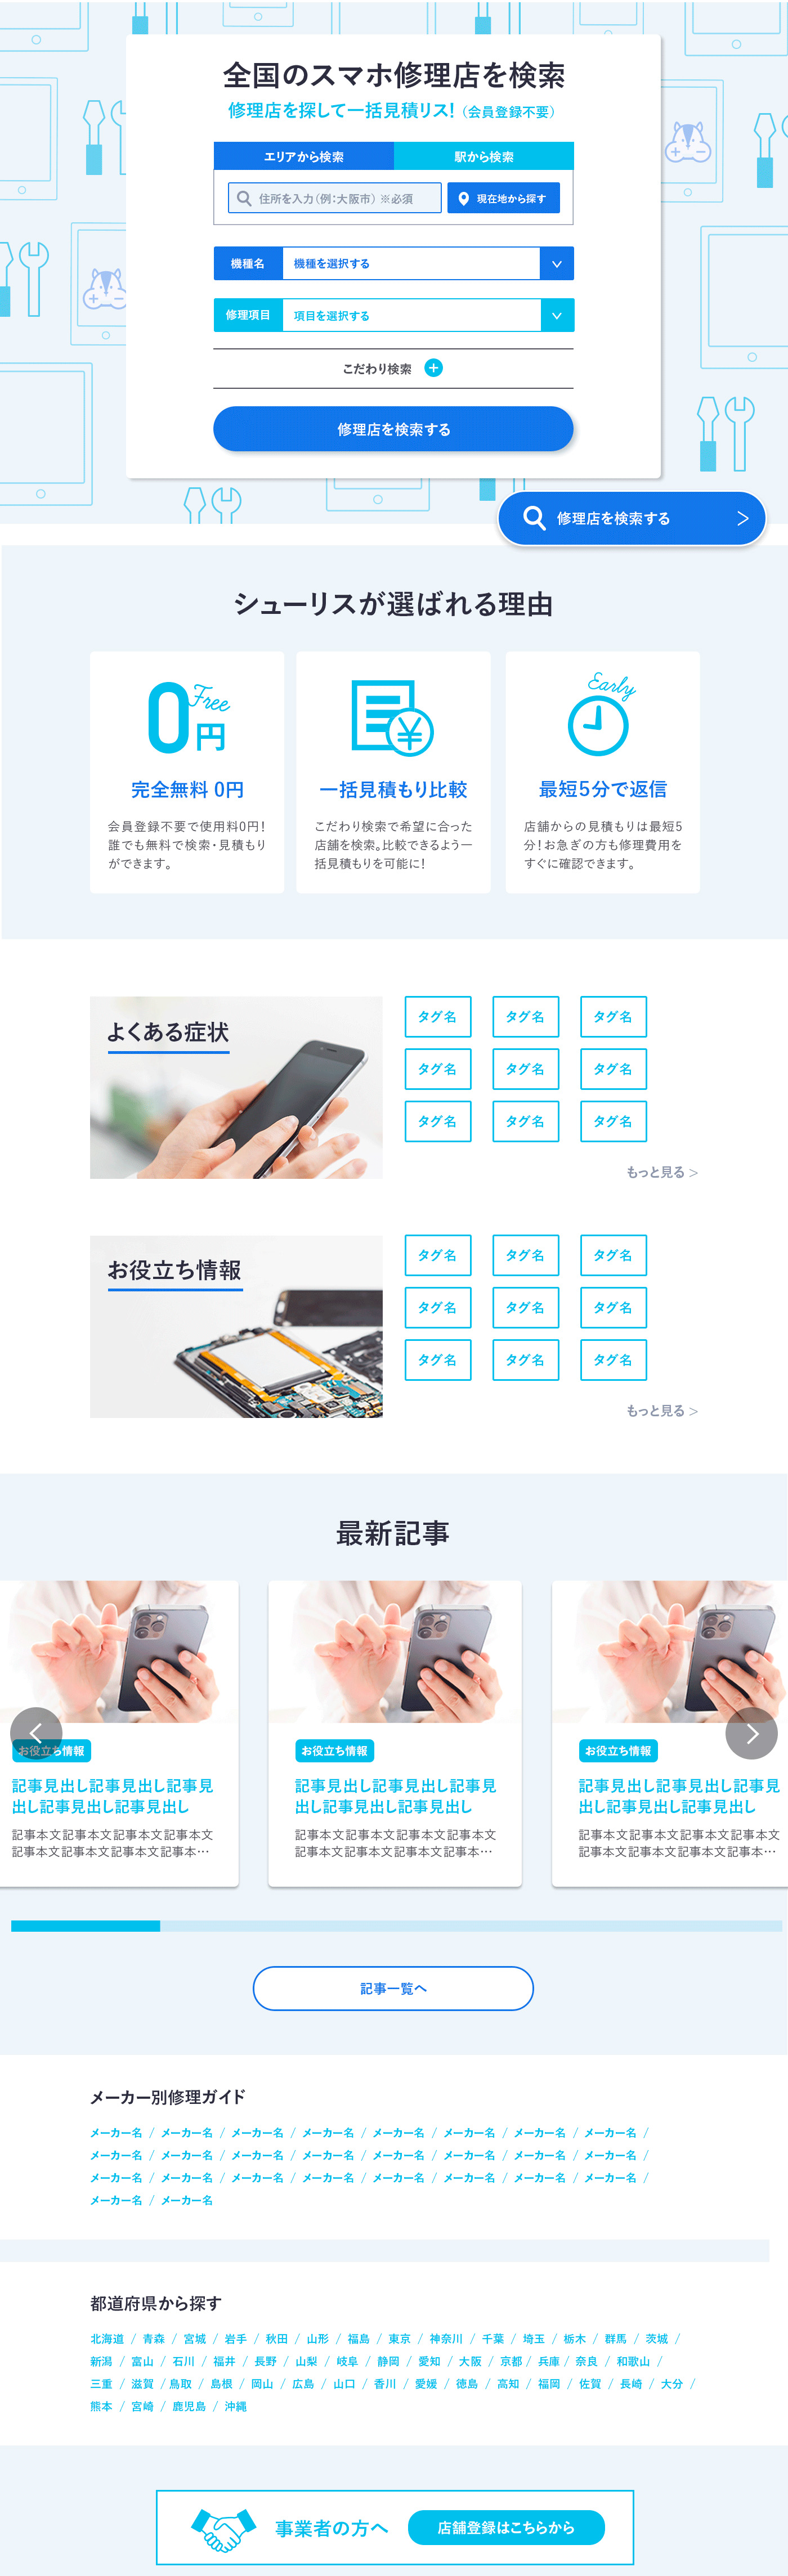 全国のスマホ修理店を検索
修理店を探して一括見積リス!（会員登録不要）
エリアから検索 駅から検索
住所を入力（例：大阪市）※必須 現在地から探す
機種名 機種を選択する
修理項目 項目を選択する
こだわり検索
修理店を検索する
修理店を検索する
シューリスが選ばれる理由
0円 Free
完全無料 0円
会員登録不要で使用料0円！
誰でも無料で検索・見積もり
ができます。
¥
一括見積もり比較
こだわり検索で希望に合った
店舗を検索。比較できるよう一
括見積もりを可能に！
Early
最短5分で返信
店舗からの見積もりは最短5
分！お急ぎの方も修理費用を
すぐに確認できます。
よくある症状
タグ名 タグ名 タグ名
タグ名 タグ名 タグ名
タグ名 タグ名 タグ名
もっと見る >
お役立ち情報
タグ名 タグ名 タグ名
タグ名 タグ名 タグ名
タグ名 タグ名 タグ名
もっと見る >
最新記事
お役立ち情報
記事見出し記事見出し記事見
出し記事見出し記事見出し
記事本文記事本文記事本文記事本文
記事本文記事本文記事本文記事本…
お役立ち情報
記事見出し記事見出し記事見
出し記事見出し記事見出し
記事本文記事本文記事本文記事本文
記事本文記事本文記事本文記事本…
お役立ち情報
記事見出し記事見出し記事見
出し記事見出し記事見出し
記事本文記事本文記事本文記事本文
記事本文記事本文記事本文記事本…
記事一覧へ
メーカー別修理ガイド
メーカー名 / メーカー名 / メーカー名 / メーカー名 / メーカー名 / メーカー名 / メーカー名 / メーカー名 /
メーカー名 / メーカー名 / メーカー名 / メーカー名 / メーカー名 / メーカー名 / メーカー名 / メーカー名 /
メーカー名 / メーカー名 / メーカー名 / メーカー名 / メーカー名 / メーカー名 / メーカー名 / メーカー名 /
メーカー名 / メーカー名
都道府県から探す
北海道 / 青森 / 宮城 / 岩手 / 秋田 / 山形 / 福島 / 東京 / 神奈川 / 千葉 / 埼玉 / 栃木 / 群馬 / 茨城 /
新潟 / 富山 / 石川 / 福井 / 長野 / 山梨 / 岐阜 / 静岡 / 愛知 / 大阪 / 京都 / 兵庫 / 奈良 / 和歌山 /
三重 / 滋賀 / 鳥取 / 島根 / 岡山 / 広島 / 山口 / 香川 / 愛媛 / 徳島 / 高知 / 福岡 / 佐賀 / 長崎 / 大分 /
熊本 / 宮崎 / 鹿児島 / 沖縄
事業者の方へ 店舗登録はこちらから